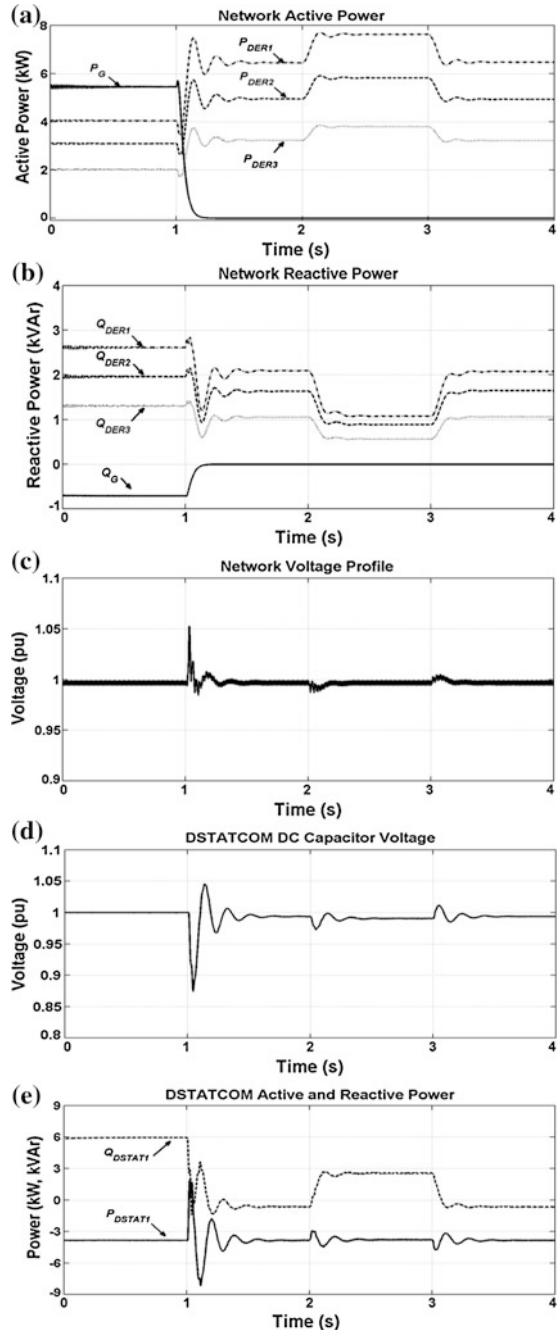 (a)
Network Active Power
Active Power (kW)
8
6
4
2
0
P_G
P_DER1
P_DER2
P_DER3
0 1 2 3 4
Time (s)
(b)
Network Reactive Power
Reactive Power (kVAr)
4
3
2
1
0
-1
Q_DER1
Q_DER2
Q_DER3
Q_G
0 1 2 3 4
Time (s)
(c)
Network Voltage Profile
Voltage (pu)
1.1
1.05
1
0.95
0.9
0 1 2 3 4
Time (s)
(d)
DSTATCOM DC Capacitor Voltage
Voltage (pu)
1.1
1.05
1
0.95
0.9
0.85
0.8
0 1 2 3 4
Time (s)
(e)
DSTATCOM Active and Reactive Power
Power (kW, kVAr)
9
6
3
0
-3
-6
-9
Q_DSTAT1
P_DSTAT1
0 1 2 3 4
Time (s)